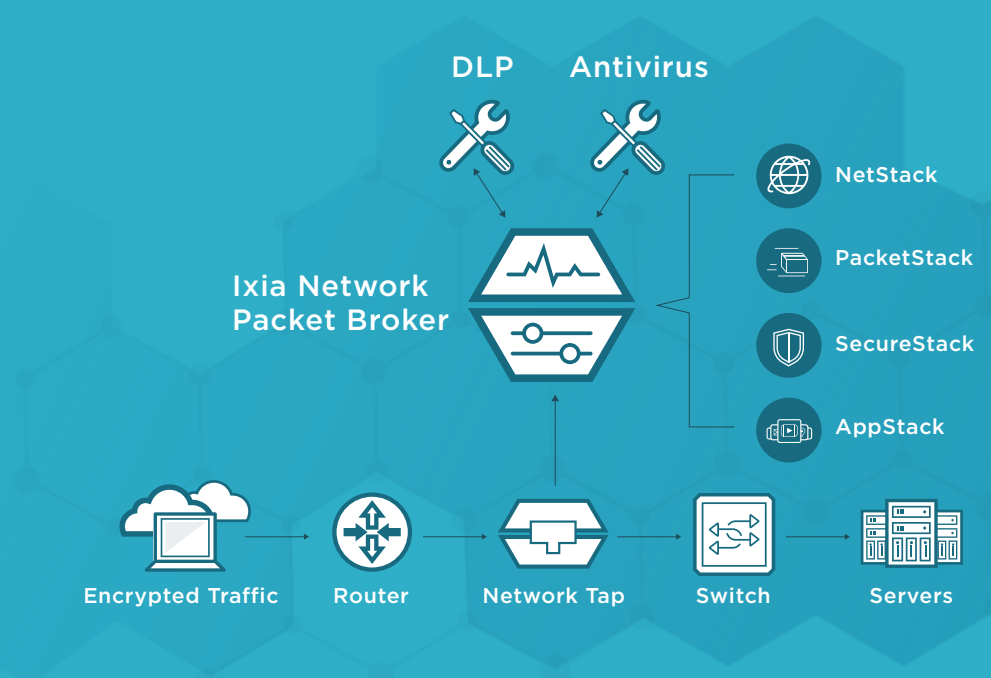 DLP
Antivirus
NetStack
PacketStack
SecureStack
AppStack
Ixia Network
Packet Broker
Encrypted Traffic
Router
Network Tap
Switch
Servers